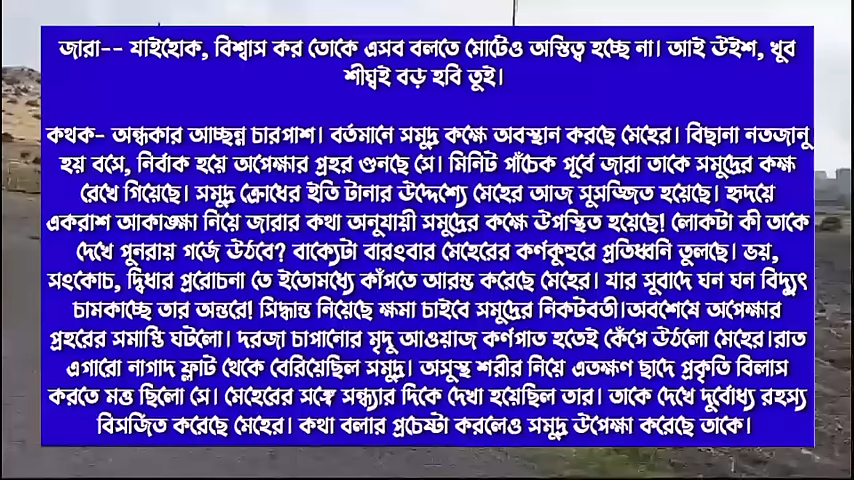 জারা-- যাইহোক, বিশ্বাস কর তোকে এসব বলতে মোটেও অস্তিত্ব হচ্ছে না। আই উইশ, খুব
শীঘ্রই বড় হবি তুই।
কথক- অন্ধকার আচ্ছন্ন চারপাশ। বর্তমানে সমুদ্র কক্ষে অবস্থান করছে মেহের। বিছানা নতজানু
হয় বসে, নির্বাক হয়ে অপেক্ষার প্রহর গুনছে সে। মিনিট পাঁচেক পূর্বে জারা তাকে সমুদ্রের কক্ষ
রেখে গিয়েছে। সমুদ্র ক্রোধের ইতি টানার উদ্দেশ্যে মেহের আজ সুসজ্জিত হয়েছে। হৃদয়ে
একরাশ আকাঙ্ক্ষা নিয়ে জারার কথা অনুযায়ী সমুদ্রের কক্ষে উপস্থিত হয়েছে! লোকটা কী তাকে
দেখে পুনরায় গর্জে উঠবে? বাক্যেটা বারংবার মেহেরের কর্ণকুহরে প্রতিধ্বনি তুলছে। ভয়,
সংকোচ, দ্বিধার প্ররোচনা তে ইতোমধ্যে কাঁপতে আরম্ভ করেছে মেহের। যার সুবাদে ঘন ঘন বিদ্যুৎ
চামকাচ্ছে তার অন্তরে! সিদ্ধান্ত নিয়েছে ক্ষমা চাইবে সমুদ্রের নিকটবর্তী।অবশেষে অপেক্ষার
প্রহরের সমাপ্তি ঘটলো। দরজা চাপানোর মৃদু আওয়াজ কর্ণপাত হতেই কেঁপে উঠলো মেহের।রাত
এগারো নাগাদ ফ্লাট থেকে বেরিয়েছিল সমুদ্র। অসুস্থ শরীর নিয়ে এতক্ষণ ছাদে প্রকৃতি বিলাস
করতে মত্ত ছিলো সে। মেহেরের সঙ্গে সন্ধ্যার দিকে দেখা হয়েছিল তার। তাকে দেখে দুর্বোধ্য রহস্য
বিসর্জিত করেছে মেহের। কথা বলার প্রচেষ্টা করলেও সমুদ্র উপেক্ষা করেছে তাকে।